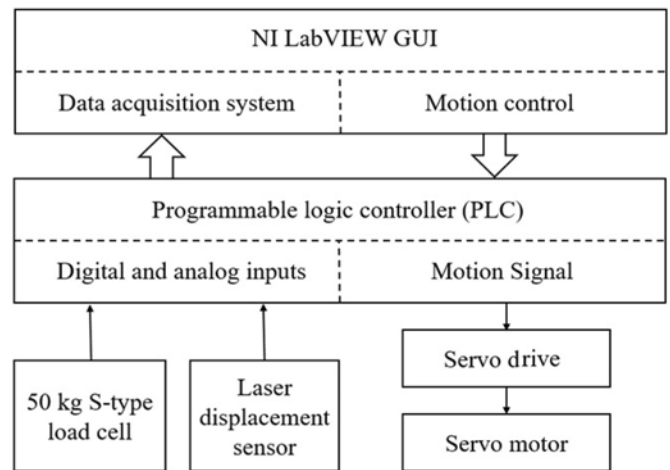 NI LabVIEW GUI
Data acquisition system
Motion control
Programmable logic controller (PLC)
Digital and analog inputs
Motion Signal
50 kg S-type
load cell
Laser
displacement
sensor
Servo drive
Servo motor